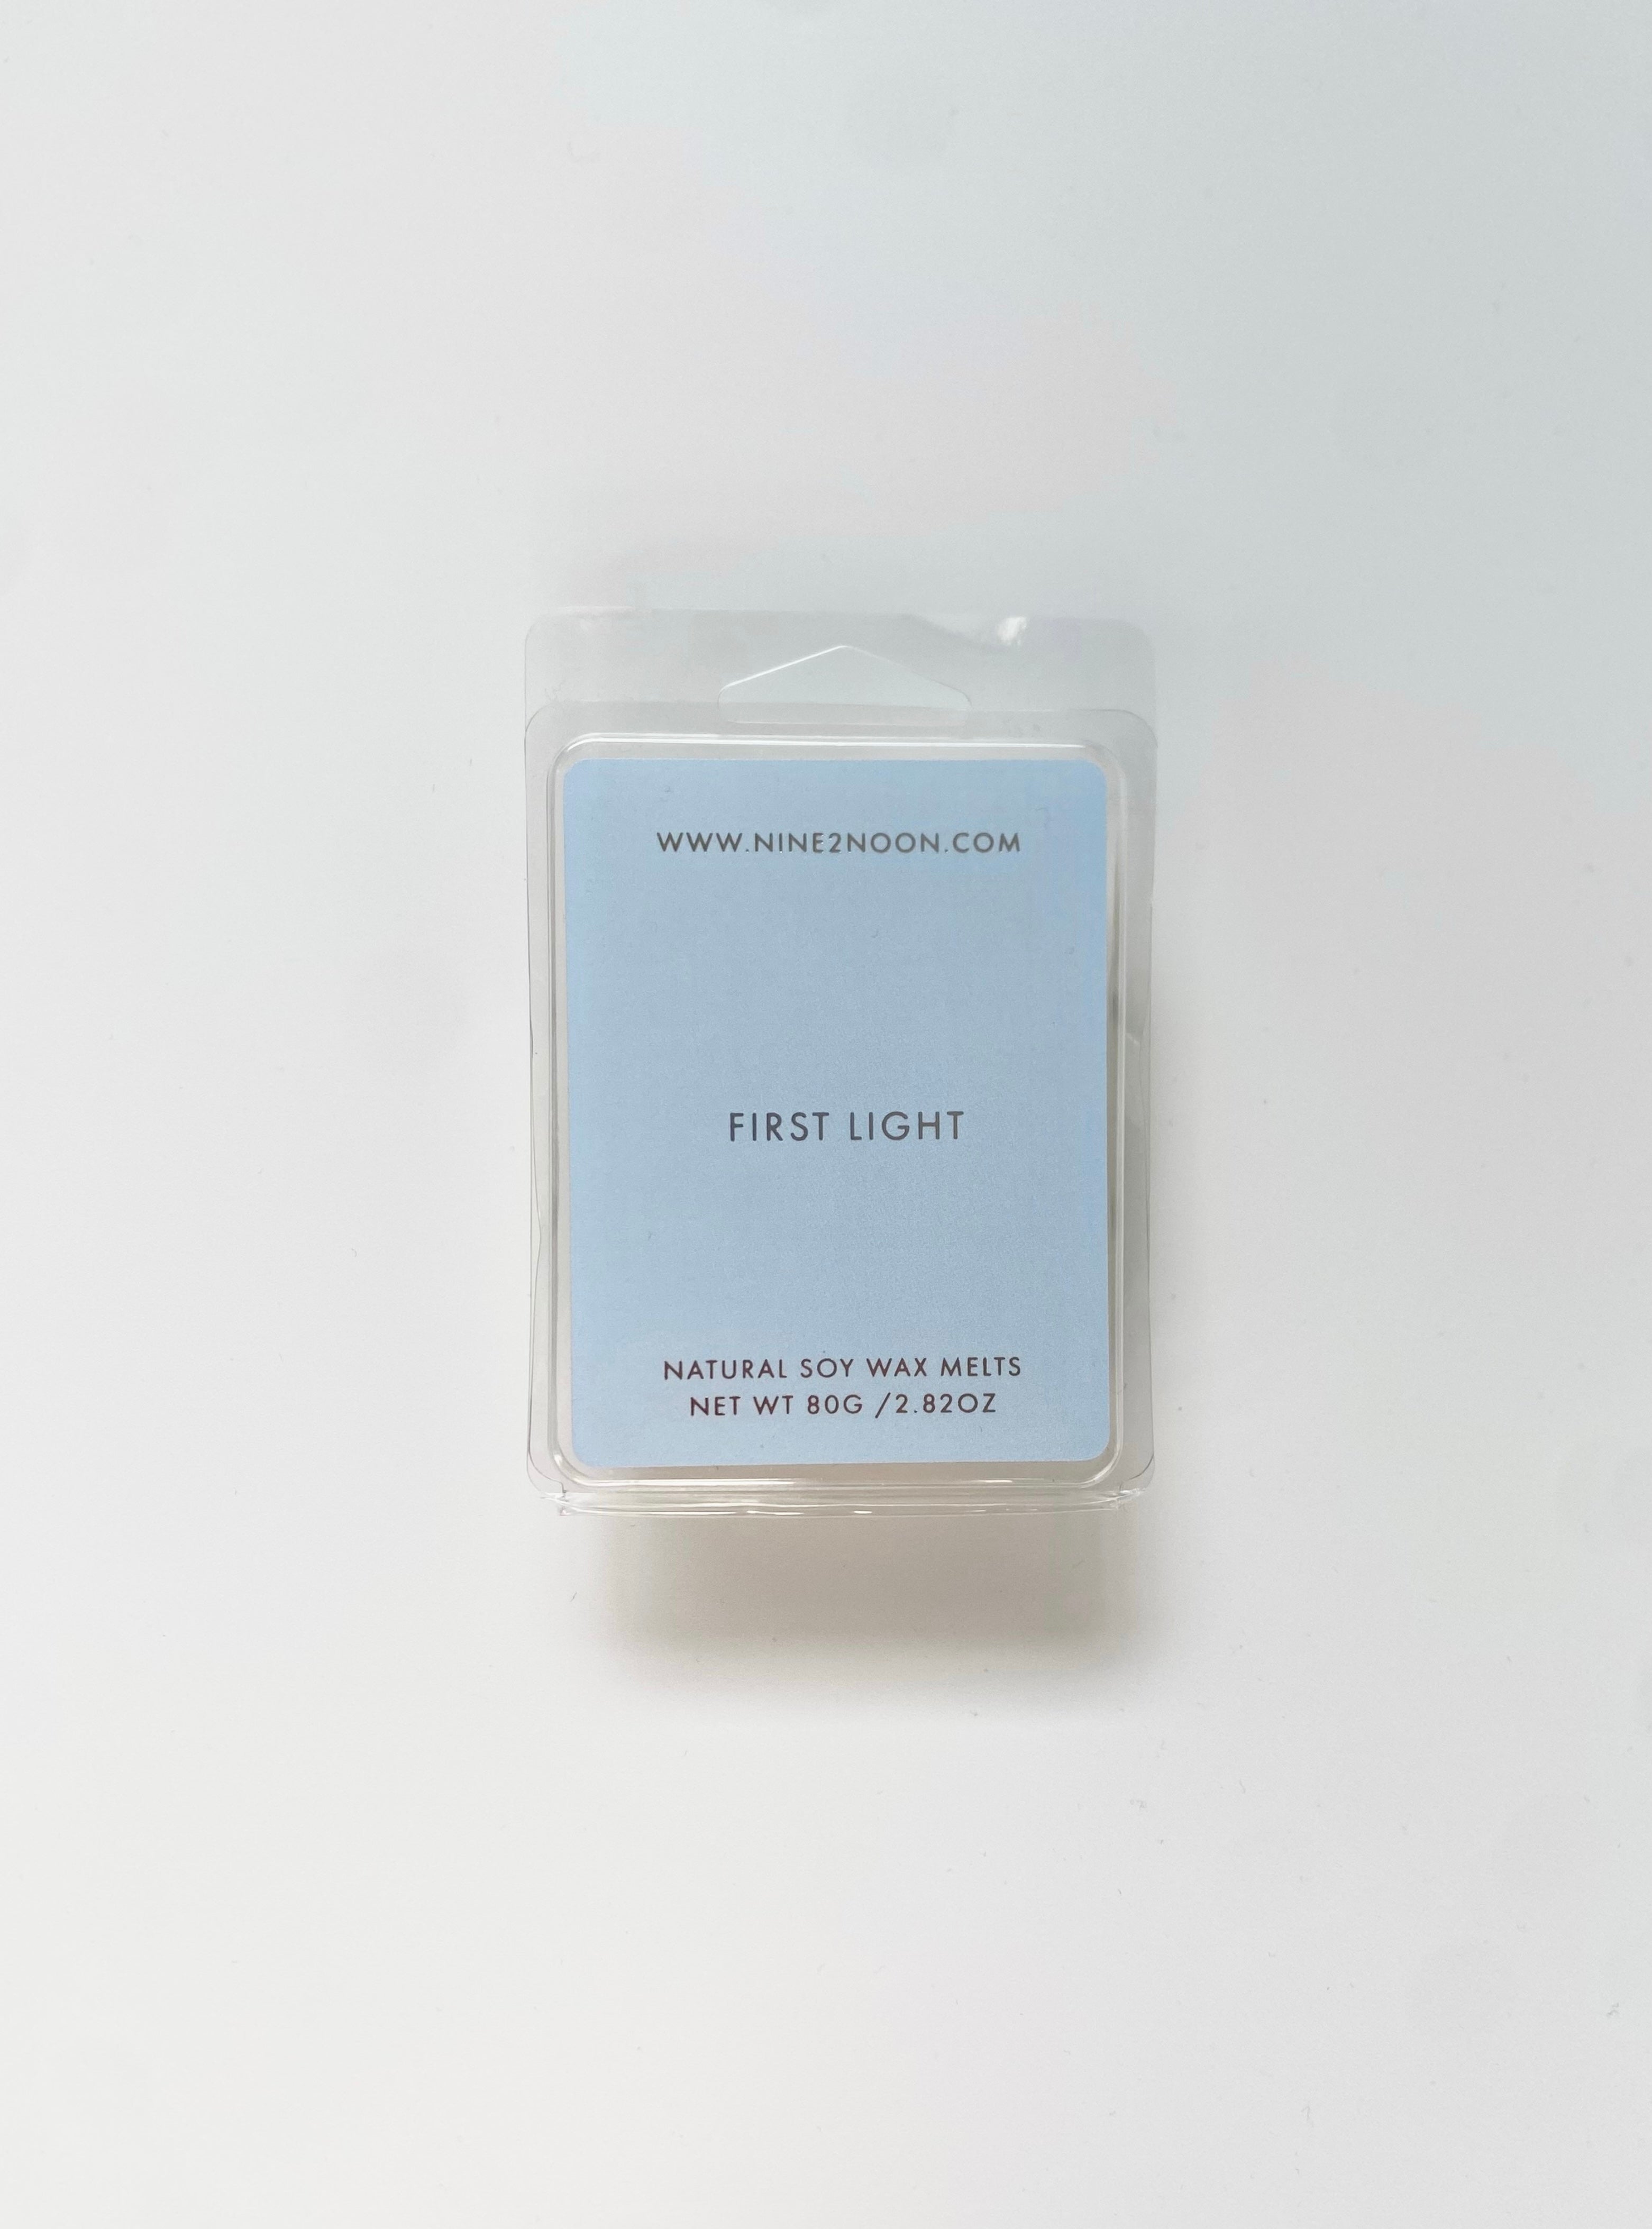 WWW.NINE2NOON.COM
FIRST LIGHT
NATURAL SOY WAX MELTS
NET WT 80G /2.82OZ